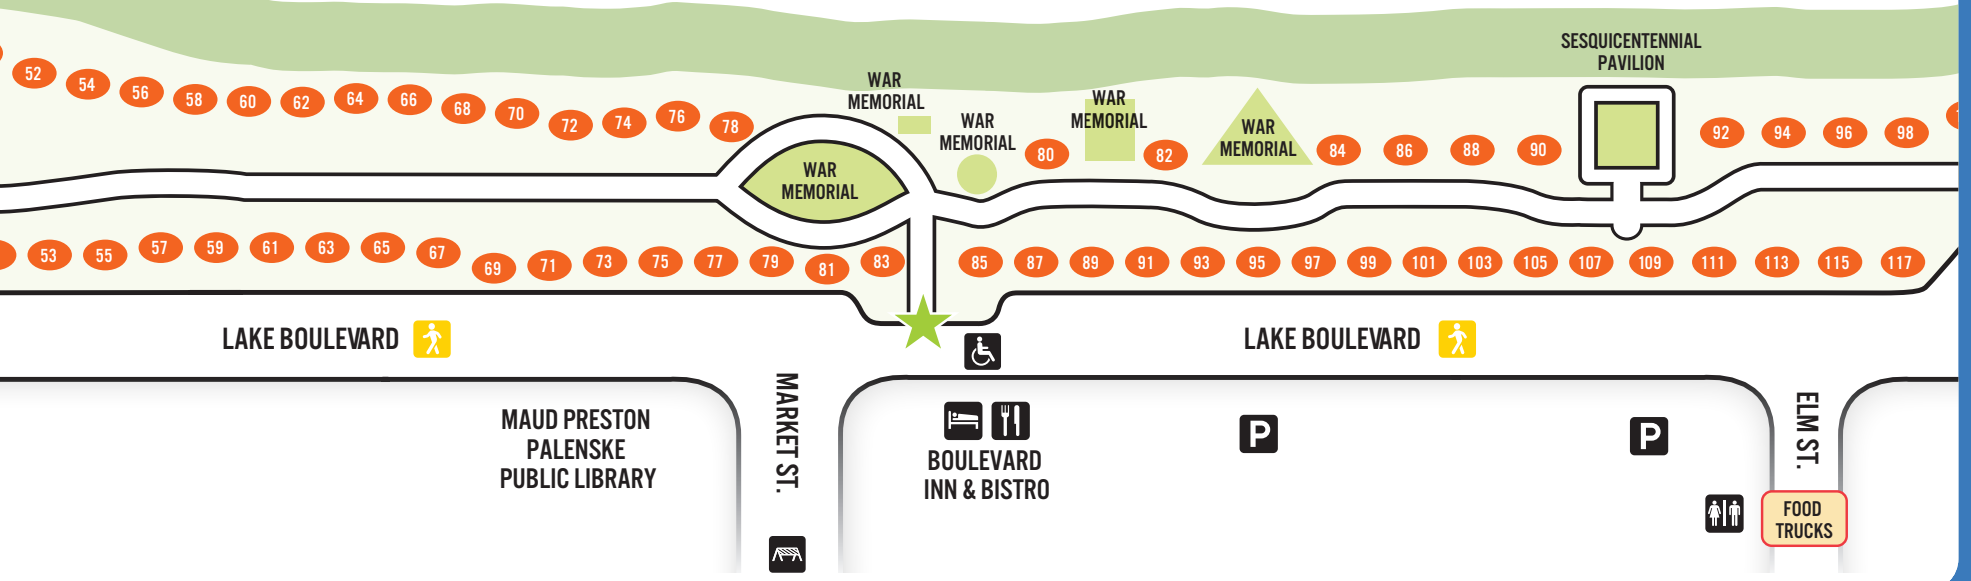 SESQUICENTENNIAL
PAVILION
52 54 56 58 60 62 64 66 68 70 72 74 76 78
WAR
MEMORIAL
WAR
MEMORIAL
80
WAR
MEMORIAL
82
WAR
MEMORIAL
84 86 88 90
92 94 96 98
WAR
MEMORIAL
53 55 57 59 61 63 65 67 69 71 73 75 77 79 81 83
85 87 89 91 93 95 97 99 101 103 105 107 109 111 113 115 117
LAKE BOULEVARD
LAKE BOULEVARD
MAUD PRESTON
PALENSKE
PUBLIC LIBRARY
MARKET ST.
BOULEVARD
INN & BISTRO
P
P
ELM ST.
FOOD
TRUCKS